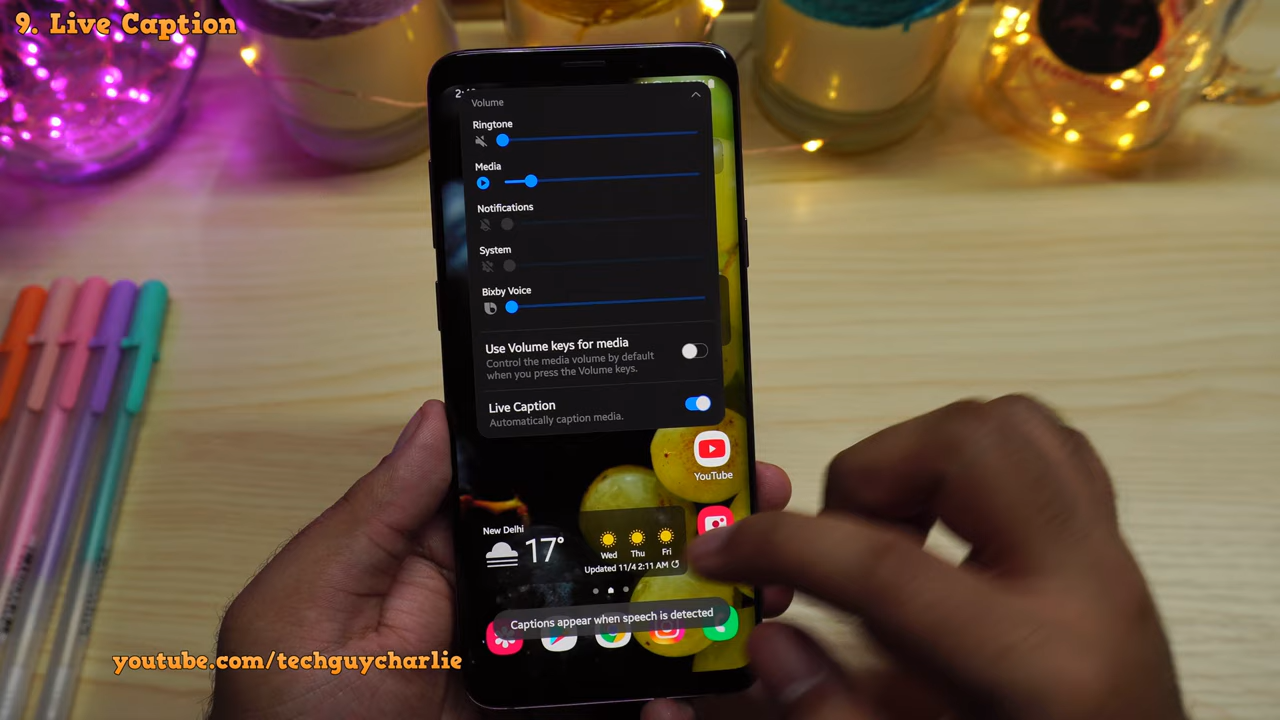 9. Live Caption
Volume
Ringtone
Media
Notifications
System
Bixby Voice
Use Volume keys for media
Control the media volume by default
when you press the Volume keys.
Live Caption
Automatically caption media.
YouTube
New Delhi
17°
Wed Thu Fri
Updated 11/4 2:11 AM
Captions appear when speech is detected
youtube.com/techguycharlie